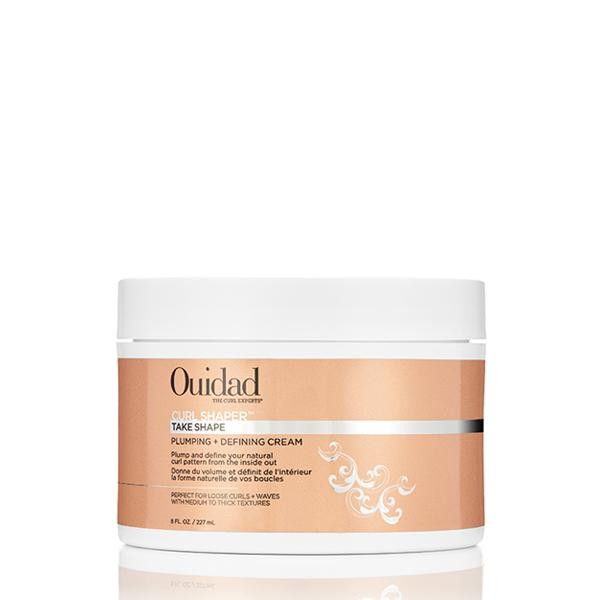 Ouidad
THE CURL EXPERTS®
CURL SHAPER™
TAKE SHAPE
PLUMPING + DEFINING CREAM
Plump and define your natural
curl pattern from the inside out
Donne du volume et définit de l'intérieur
la forme naturelle de vos boucles
PERFECT FOR LOOSE CURLS + WAVES
WITH MEDIUM TO THICK TEXTURES
8 FL. OZ. / 227 mL